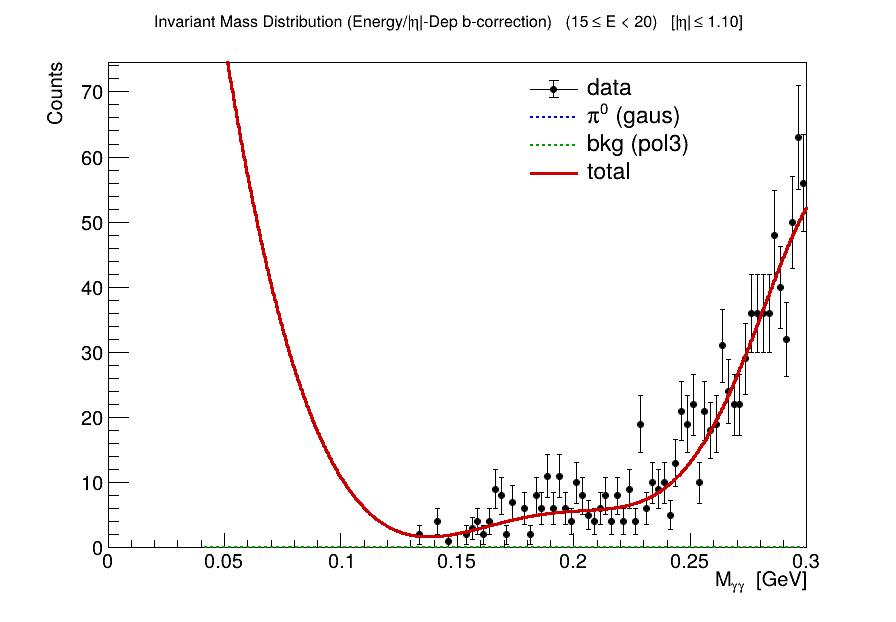 Invariant Mass Distribution (Energy/|η|-Dep b-correction) (15 ≤ E < 20) [|η| ≤ 1.10]
Counts
70
60
50
40
30
20
10
0
data
π⁰ (gaus)
bkg (pol3)
total
0 0.05 0.1 0.15 0.2 0.25 0.3
Mγγ [GeV]